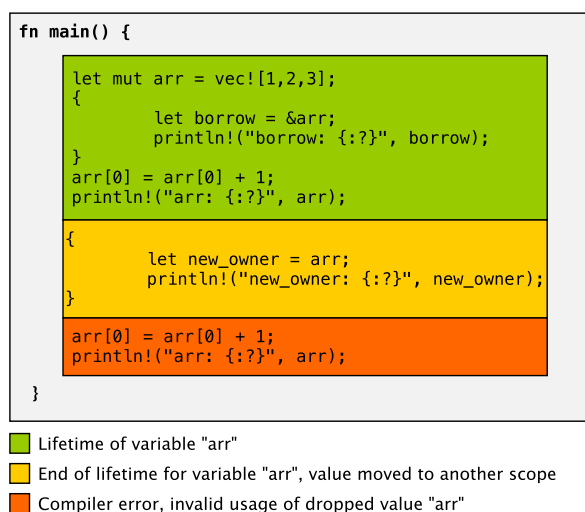 fn main() {
let mut arr = vec![1,2,3];
{
let borrow = &arr;
println!("borrow: {:?}", borrow);
}
arr[0] = arr[0] + 1;
println!("arr: {:?}", arr);
{
let new_owner = arr;
println!("new_owner: {:?}", new_owner);
}
arr[0] = arr[0] + 1;
println!("arr: {:?}", arr);
}
Lifetime of variable "arr"
End of lifetime for variable "arr", value moved to another scope
Compiler error, invalid usage of dropped value "arr"